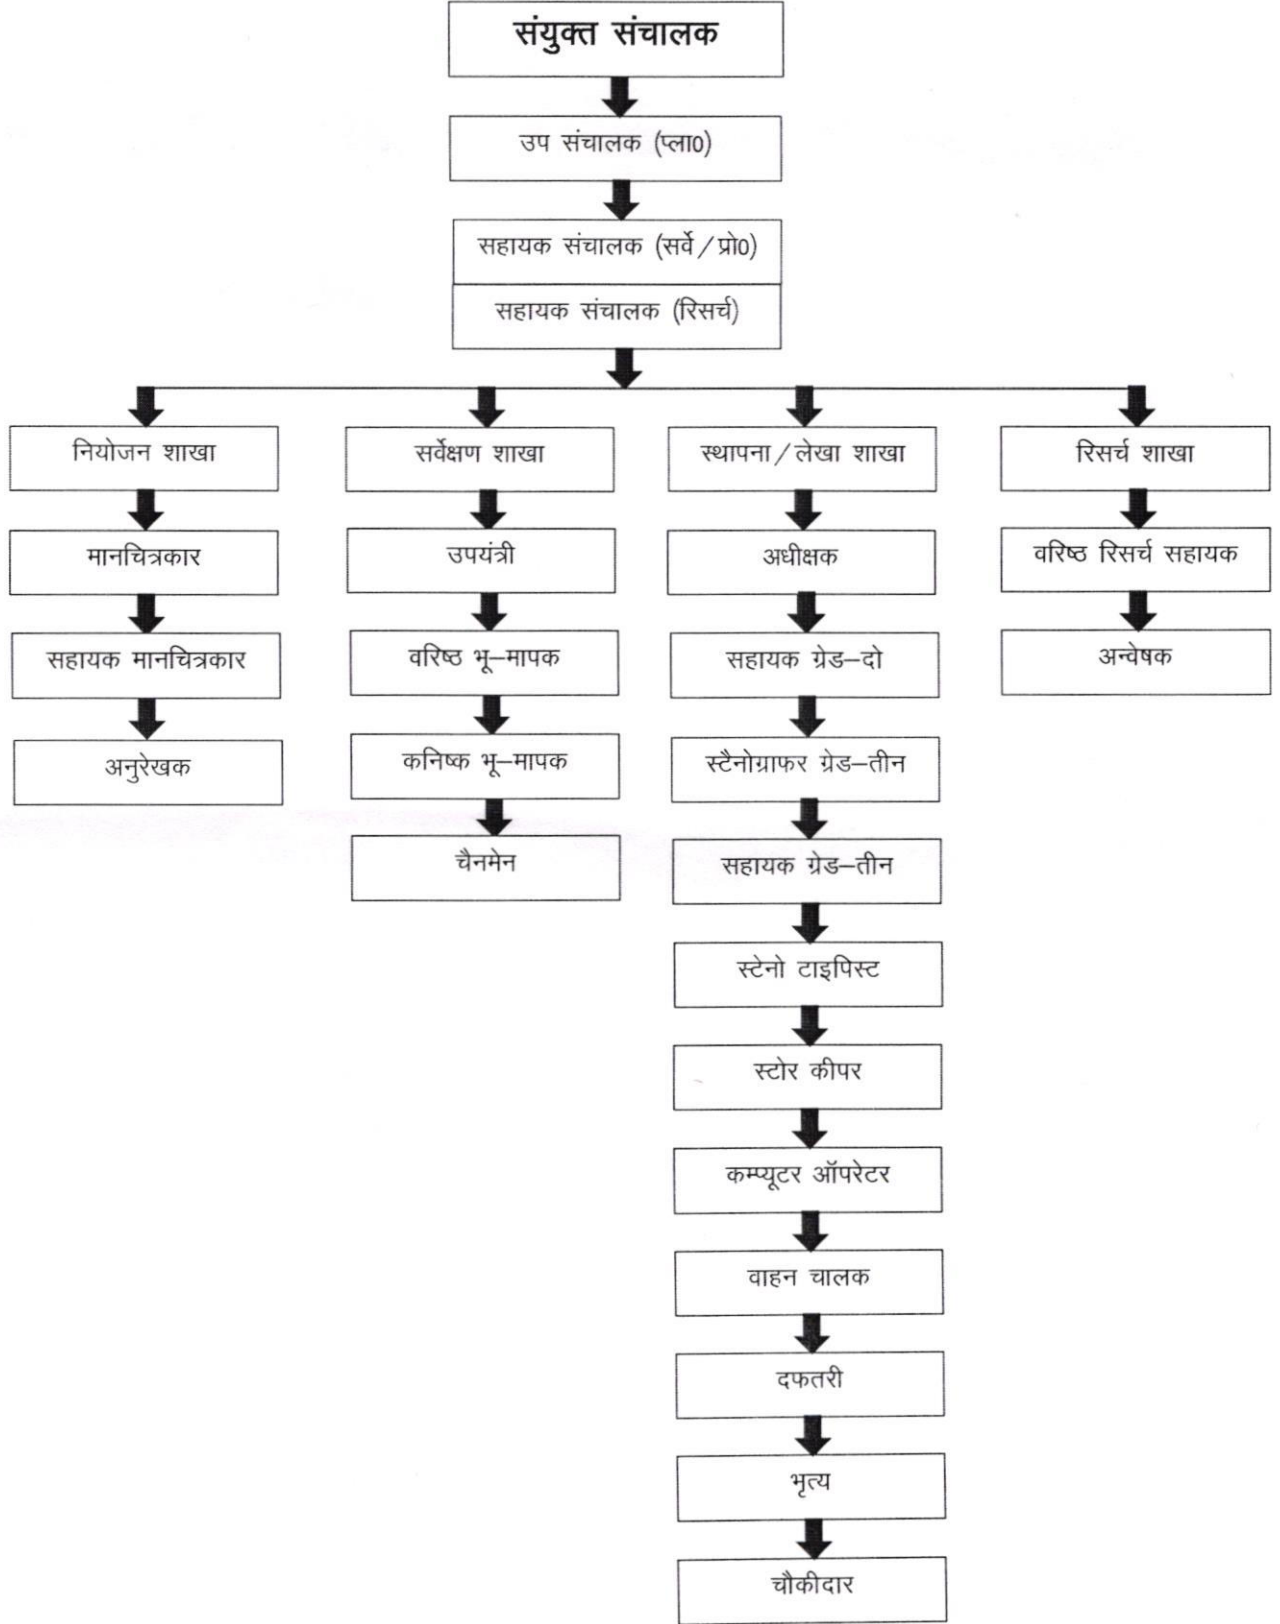 संयुक्त संचालक
उप संचालक (प्ला0)
सहायक संचालक (सर्वे/प्रो0)
सहायक संचालक (रिसर्च)
नियोजन शाखा
मानचित्रकार
सहायक मानचित्रकार
अनुरेखक
सर्वेक्षण शाखा
उपयंत्री
वरिष्ठ भू–मापक
कनिष्क भू–मापक
चैनमेन
स्थापना/लेखा शाखा
अधीक्षक
सहायक ग्रेड–दो
स्टैनोग्राफर ग्रेड–तीन
सहायक ग्रेड–तीन
स्टेनो टाइपिस्ट
स्टोर कीपर
कम्प्यूटर ऑपरेटर
वाहन चालक
दफतरी
भृत्य
चौकीदार
रिसर्च शाखा
वरिष्ठ रिसर्च सहायक
अन्वेषक